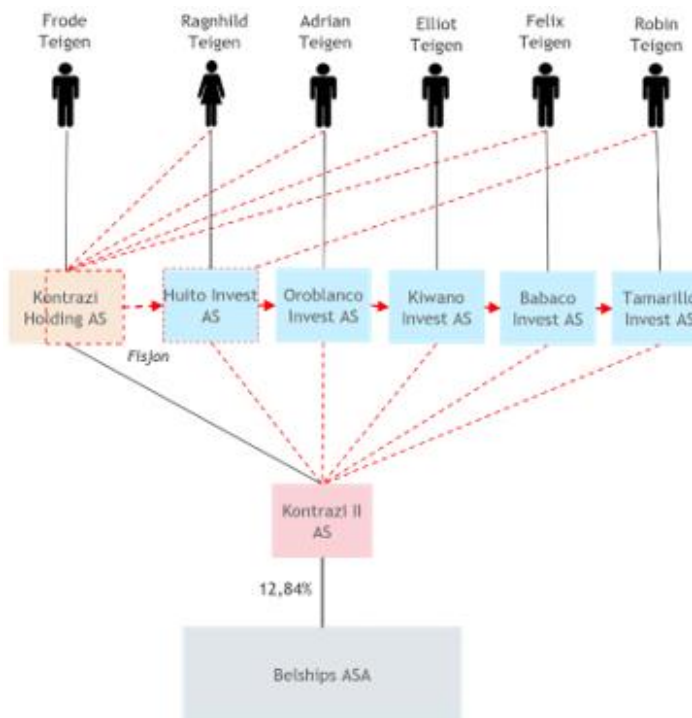 Frode
Teigen
Ragnhild
Teigen
Adrian
Teigen
Elliot
Teigen
Felix
Teigen
Robin
Teigen
Kontrazi
Holding AS
Huito Invest
AS
Oroblanco
Invest AS
Kiwano
Invest AS
Babaco
Invest AS
Tamarillo
Invest AS
Fisjon
Kontrazi II
AS
12,84%
Belships ASA